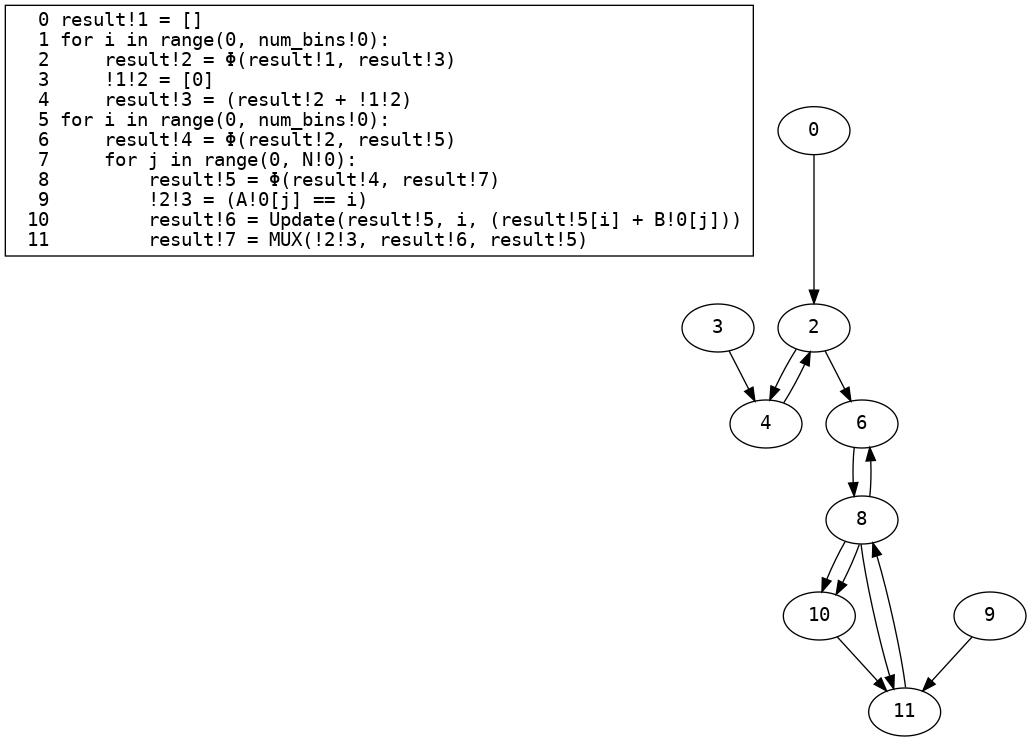 0 result!1 = []
1 for i in range(0, num_bins!0):
2     result!2 = Φ(result!1, result!3)
3     !1!2 = [0]
4     result!3 = (result!2 + !1!2)
5 for i in range(0, num_bins!0):
6     result!4 = Φ(result!2, result!5)
7     for j in range(0, N!0):
8         result!5 = Φ(result!4, result!7)
9         !2!3 = (A!0[j] == i)
10         result!6 = Update(result!5, i, (result!5[i] + B!0[j]))
11         result!7 = MUX(!2!3, result!6, result!5)
0
3
2
4
6
8
10
9
11